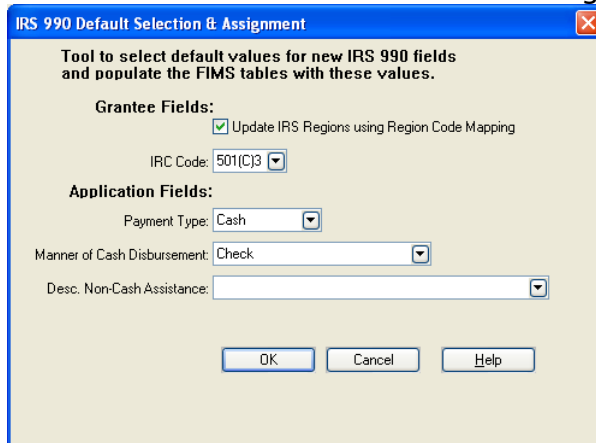 IRS 990 Default Selection & Assignment
Tool to select default values for new IRS 990 fields
and populate the FIMS tables with these values.
Grantee Fields:
Update IRS Regions using Region Code Mapping
IRC Code: 501(C)3
Application Fields:
Payment Type: Cash
Manner of Cash Disbursement: Check
Desc. Non-Cash Assistance:
OK Cancel Help